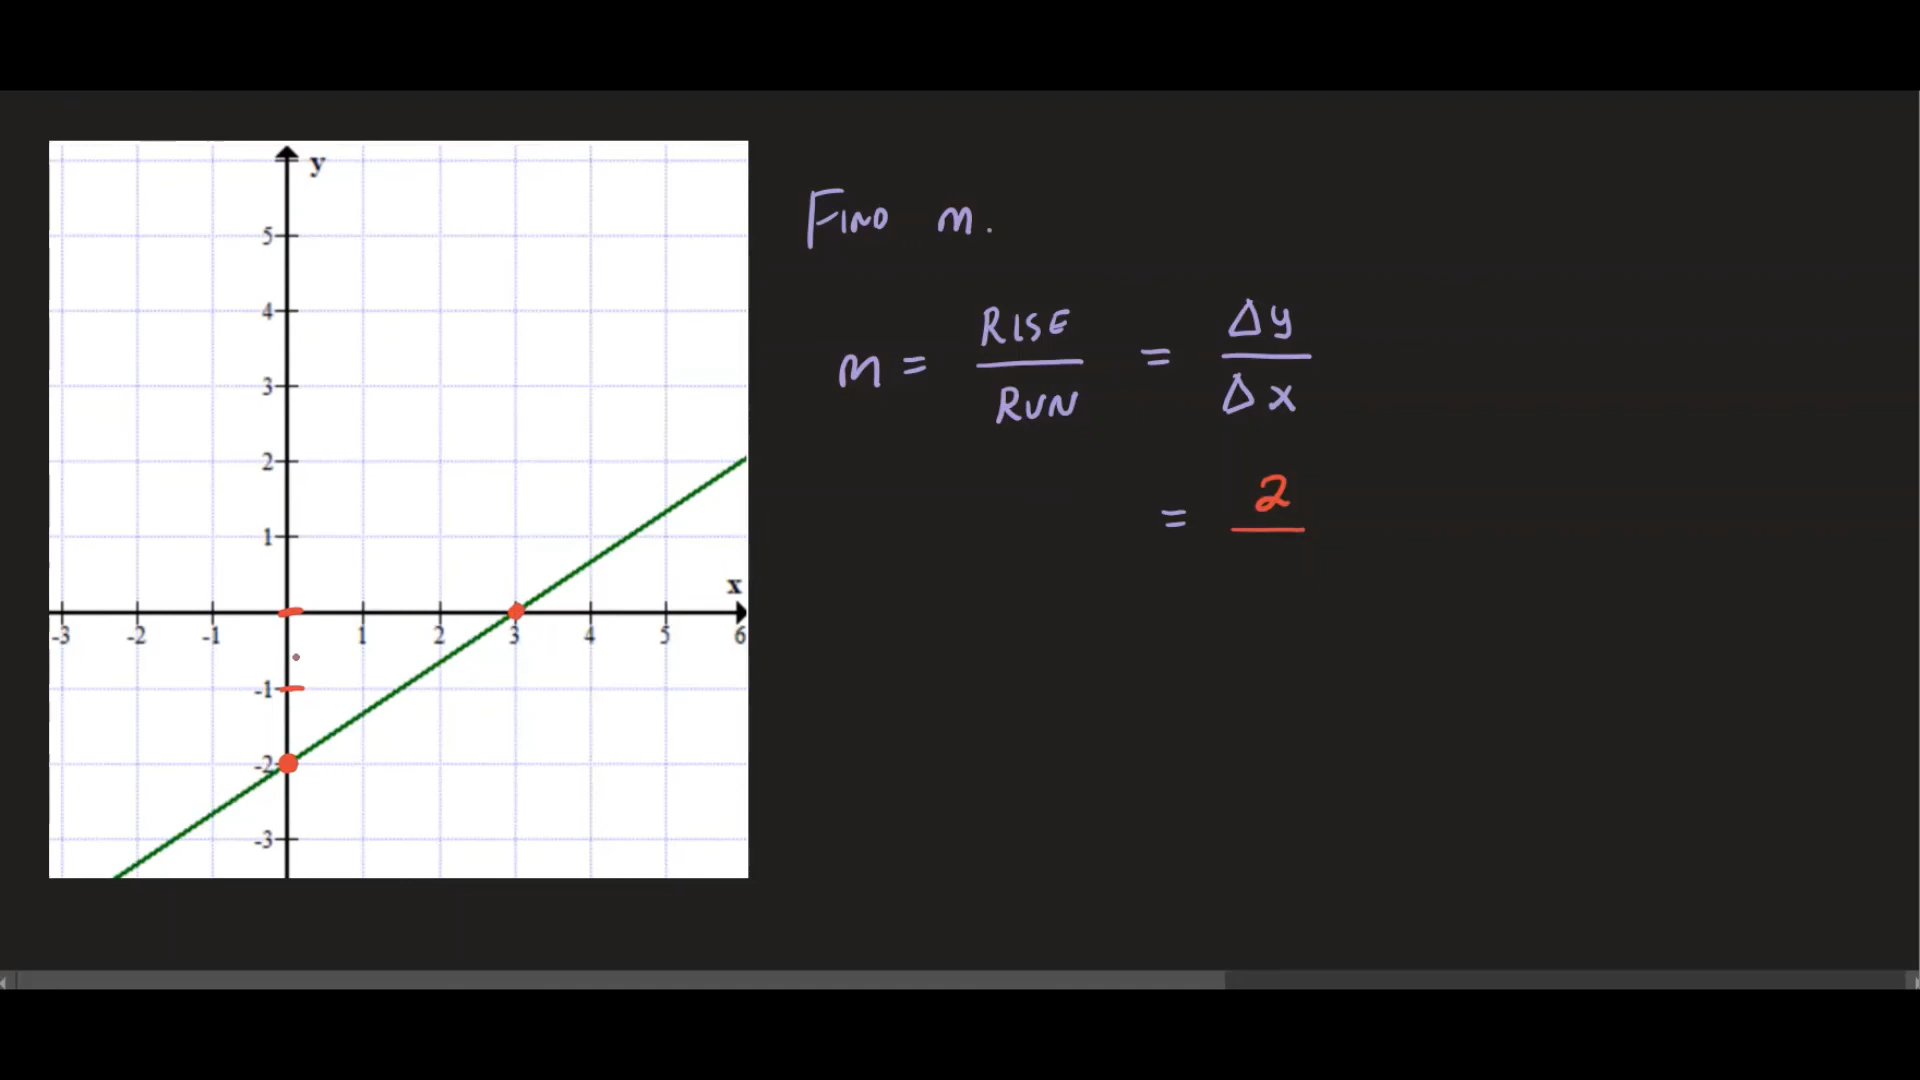 y
5
4
3
2
1
x
-3 -2 -1 1 2 3 4 5 6
-1
-2
-3
FIND m.
m = RISE / RUN = Δy / Δx
= 2